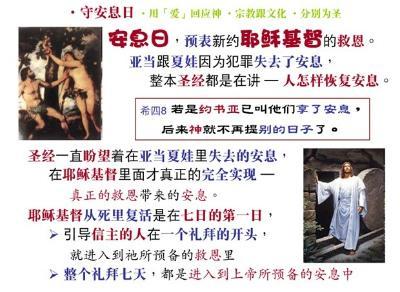 ·守安息日 ·用「爱」回应神 ·宗教跟文化 ·分别为圣
安息日，预表新约耶稣基督的救恩。
亚当跟夏娃因为犯罪失去了安息，
整本圣经都是在讲 — 人怎样恢复安息。
希四8 若是约书亚已叫他们享了安息，
后来神就不再提别的日子了。
圣经一直盼望着在亚当夏娃里失去的安息，
在耶稣基督里面才真正的完全实现 —
真正的救恩带来的安息。
耶稣基督从死里复活是在七日的第一日，
➢ 引导信主的人在一个礼拜的开头，
就进入到祂所预备的救恩里
➢ 整个礼拜七天，都是进入到上帝所预备的安息中